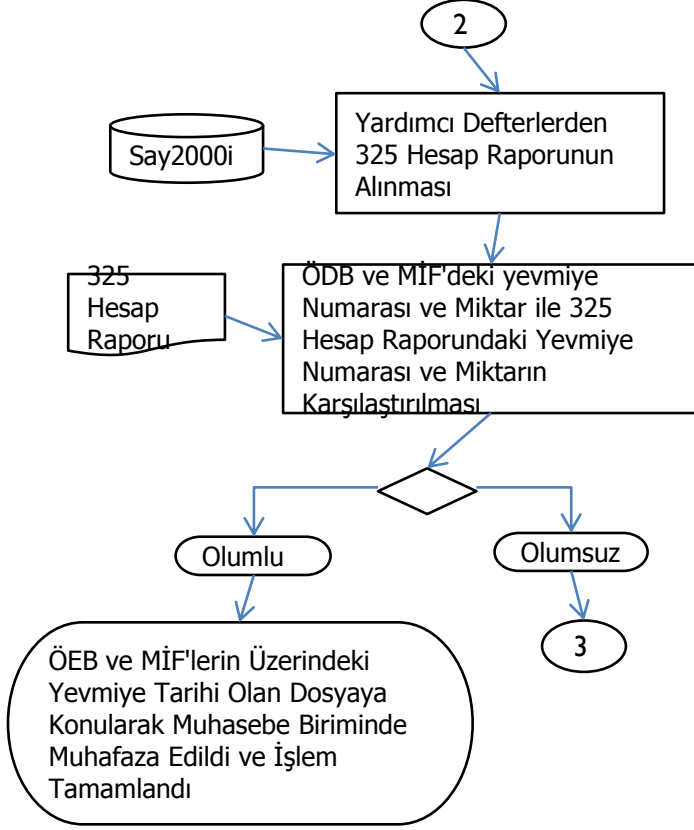 2
Say2000i
Yardımcı Defterlerden
325 Hesap Raporunun
Alınması
325
Hesap
Raporu
ÖDB ve MİF'deki yevmiye
Numarası ve Miktar ile 325
Hesap Raporundaki Yevmiye
Numarası ve Miktarın
Karşılaştırılması
Olumlu
Olumsuz
3
ÖEB ve MİF'lerin Üzerindeki
Yevmiye Tarihi Olan Dosyaya
Konularak Muhasebe Biriminde
Muhafaza Edildi ve İşlem
Tamamlandı